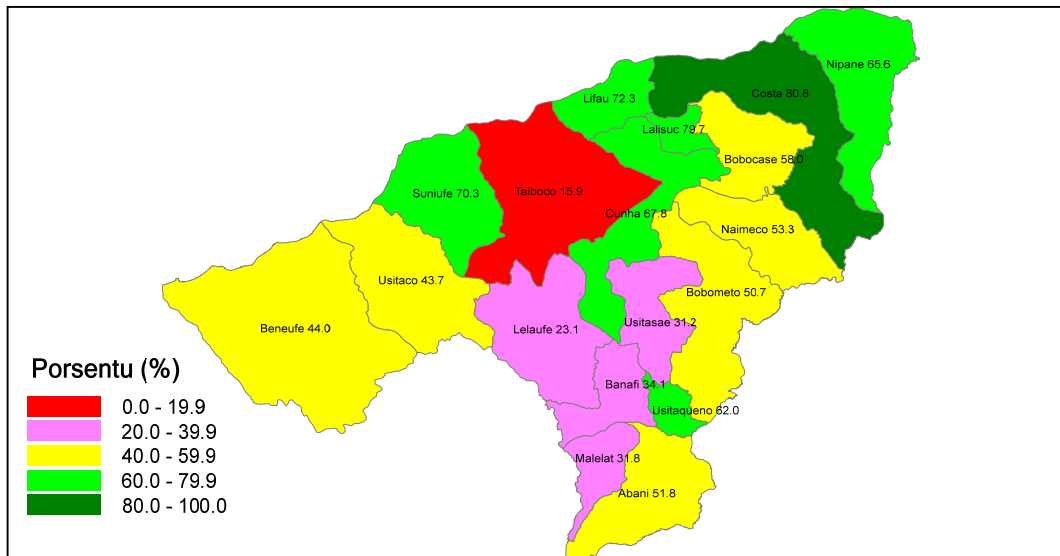 Nipane 65.6
Costa 80.8
Lifau 72.3
Lalisuc 79.7
Bobocase 58.0
Suniufe 70.3
Taiboco 15.9
Cunha 67.8
Naimeco 53.3
Usitaco 43.7
Bobometo 50.7
Beneufe 44.0
Lelaufe 23.1
Usitasae 31.2
Banafi 34.1
Usitaqueno 62.0
Malelat 31.8
Abani 51.8
Porsentu (%)
0.0 - 19.9
20.0 - 39.9
40.0 - 59.9
60.0 - 79.9
80.0 - 100.0